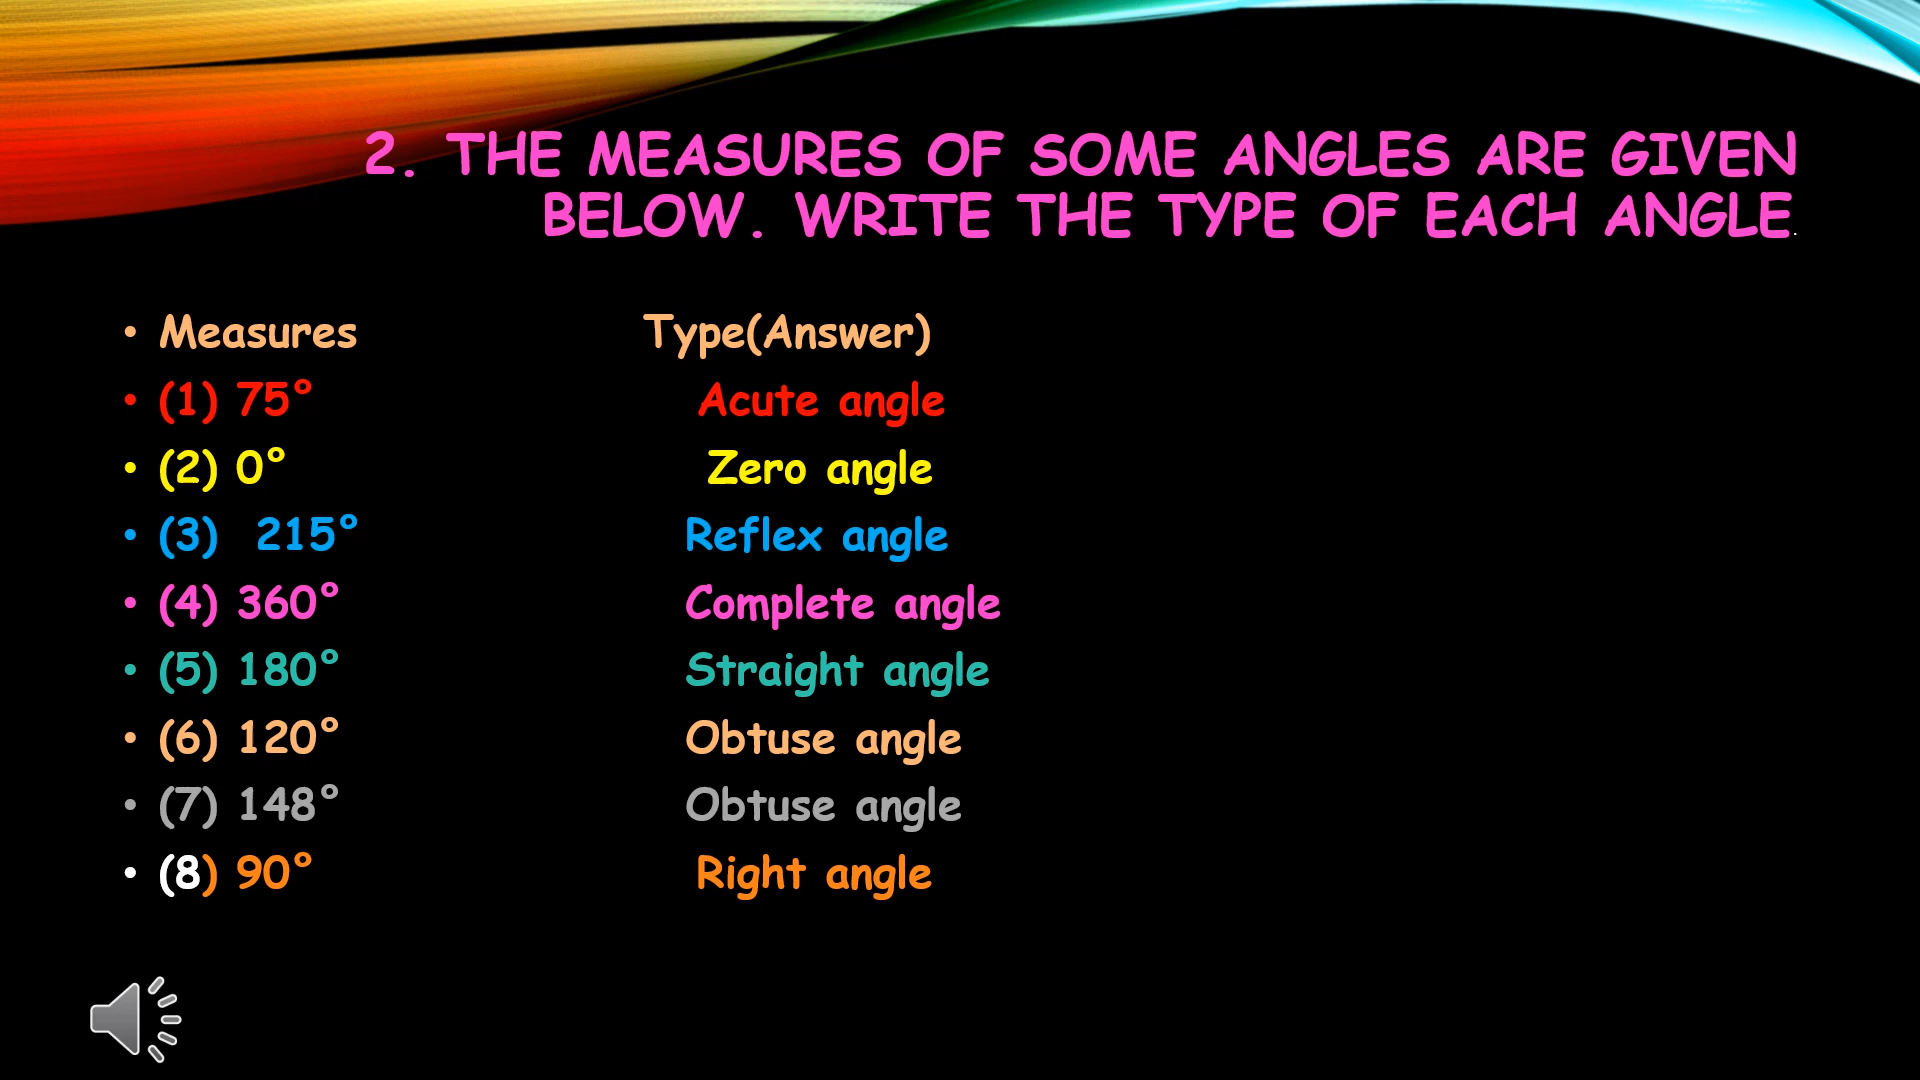 2. THE MEASURES OF SOME ANGLES ARE GIVEN
BELOW. WRITE THE TYPE OF EACH ANGLE.
• Measures Type(Answer)
• (1) 75° Acute angle
• (2) 0° Zero angle
• (3) 215° Reflex angle
• (4) 360° Complete angle
• (5) 180° Straight angle
• (6) 120° Obtuse angle
• (7) 148° Obtuse angle
• (8) 90° Right angle